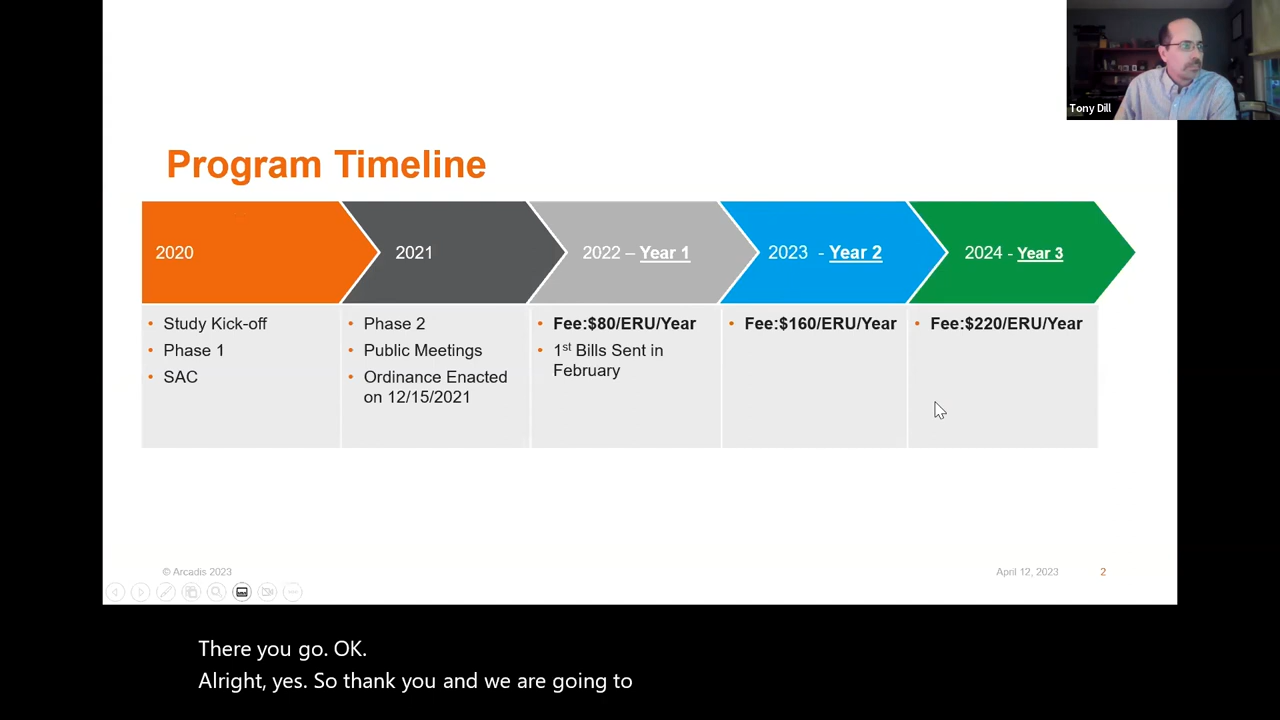 Tony Dill
Program Timeline
2020
2021
2022 – Year 1
2023 - Year 2
2024 - Year 3
• Study Kick-off
• Phase 1
• SAC
• Phase 2
• Public Meetings
• Ordinance Enacted
on 12/15/2021
• Fee:$80/ERU/Year
• 1st Bills Sent in
February
• Fee:$160/ERU/Year
• Fee:$220/ERU/Year
© Arcadis 2023
April 12, 2023
2
There you go. OK.
Alright, yes. So thank you and we are going to